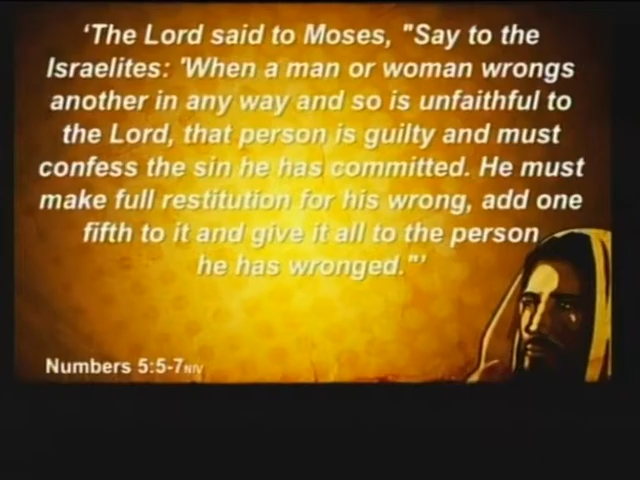 ‘The Lord said to Moses, "Say to the
Israelites: 'When a man or woman wrongs
another in any way and so is unfaithful to
the Lord, that person is guilty and must
confess the sin he has committed. He must
make full restitution for his wrong, add one
fifth to it and give it all to the person
he has wronged."’
Numbers 5:5-7NIV